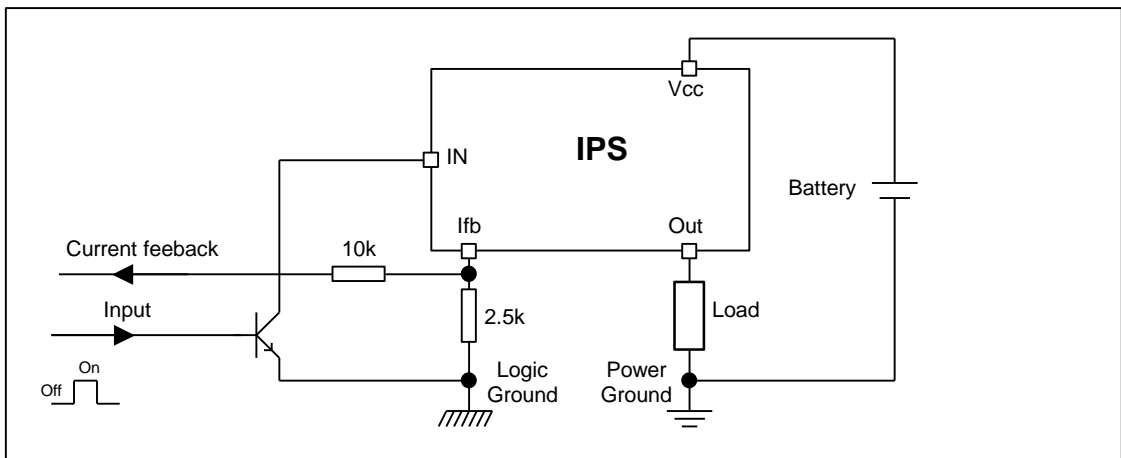 Vcc
IPS
IN
Battery
Ifb
Out
Current feeback
10k
Input
2.5k
Load
On
Off
Logic
Ground
Power
Ground